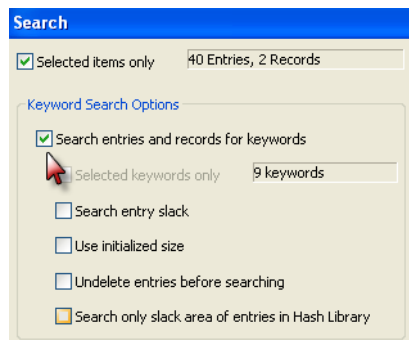 Search
Selected items only 40 Entries, 2 Records
Keyword Search Options
Search entries and records for keywords
Selected keywords only 9 keywords
Search entry slack
Use initialized size
Undelete entries before searching
Search only slack area of entries in Hash Library